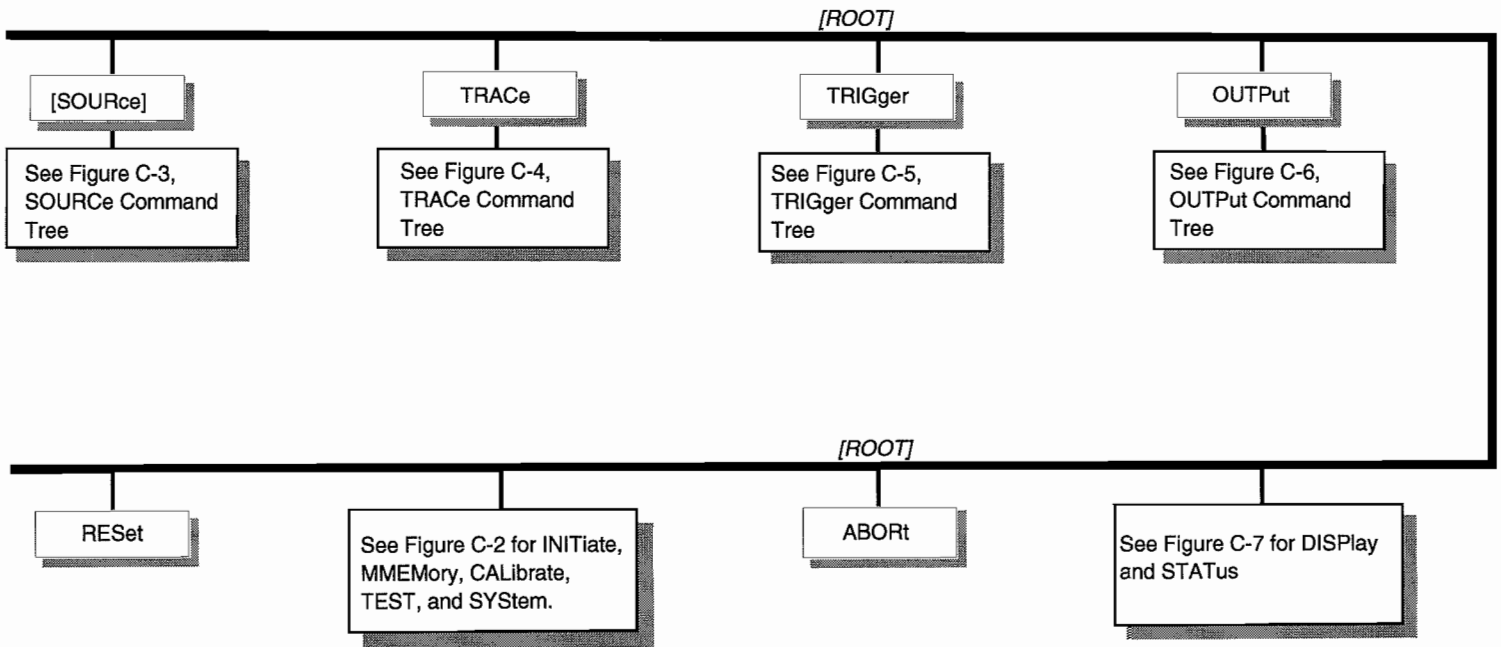 [ROOT]
[SOURce]
TRACe
TRIGger
OUTPut
See Figure C-3,
SOURCe Command
Tree
See Figure C-4,
TRACe Command
Tree
See Figure C-5,
TRIGger Command
Tree
See Figure C-6,
OUTPut Command
Tree
[ROOT]
RESet
See Figure C-2 for INITiate,
MMEMory, CALibrate,
TEST, and SYStem.
ABORt
See Figure C-7 for DISPlay
and STATus